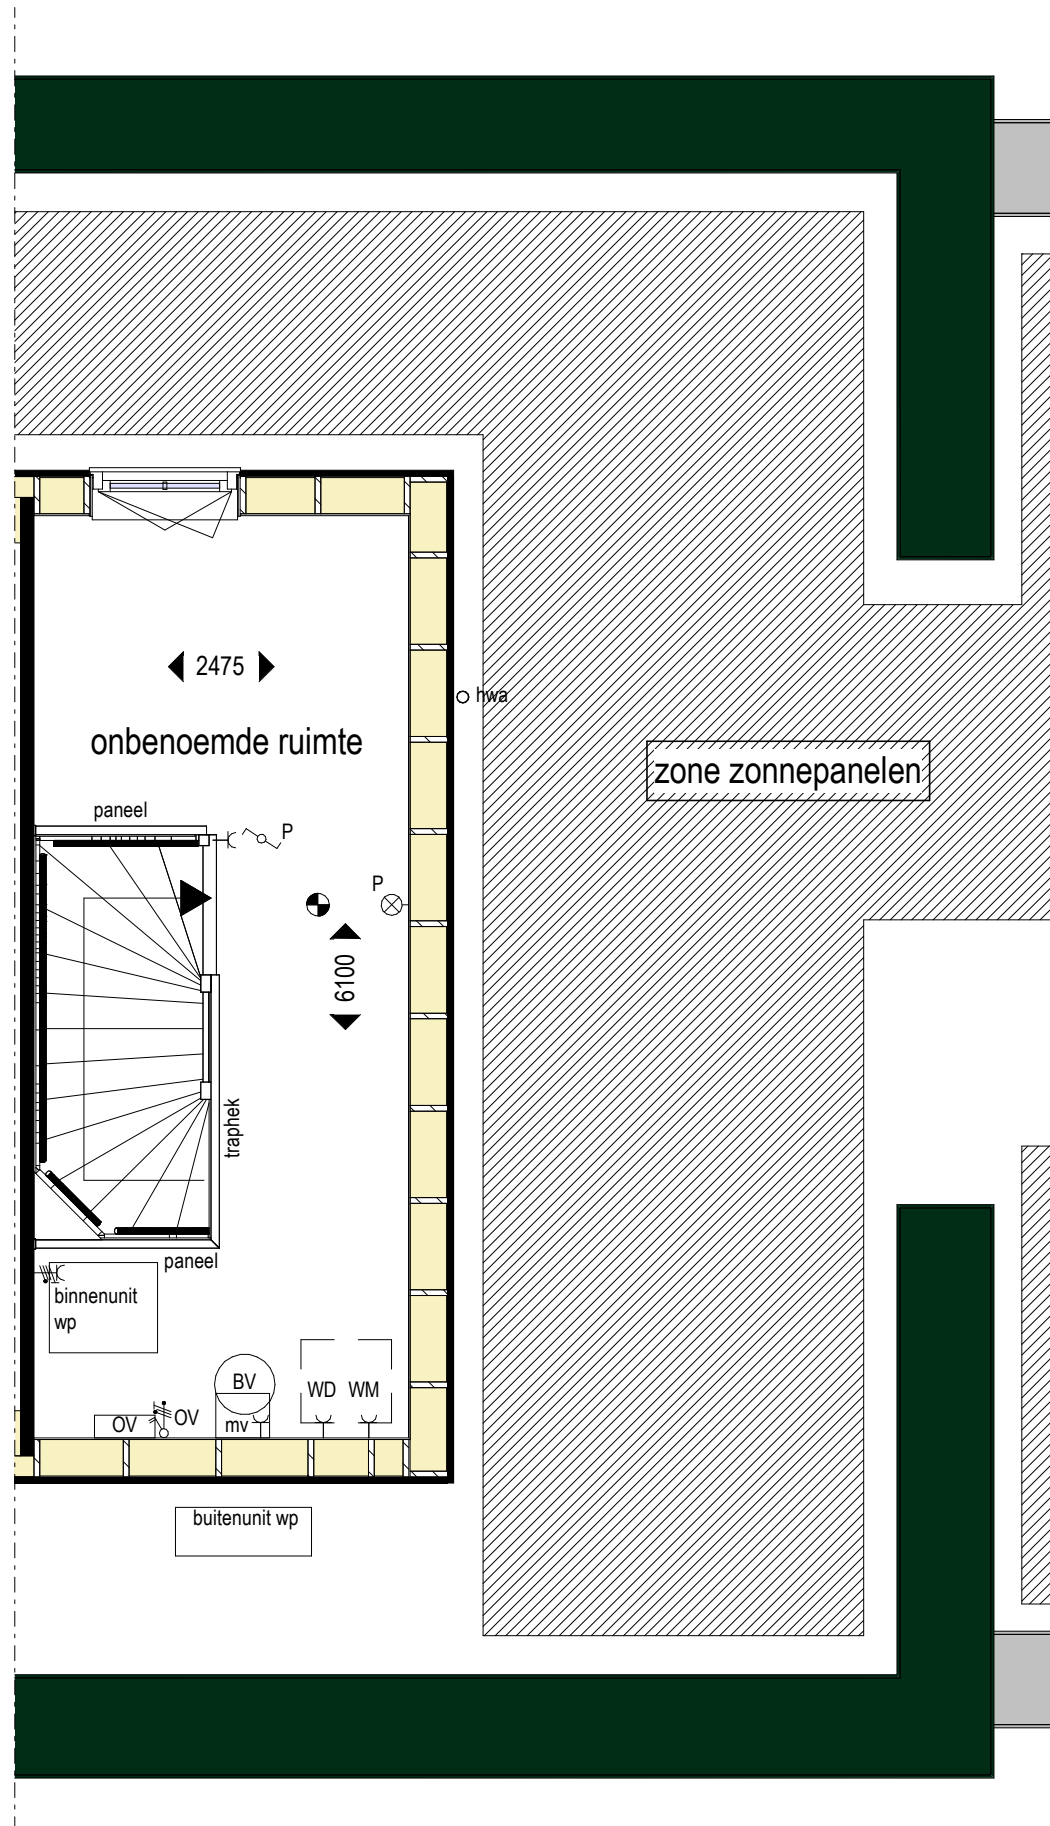 2475
hwa
onbenoemde ruimte
zone zonnepanelen
paneel
P
P
6100
traphek
paneel
binnenunit
wp
BV
WD WM
OV
OV
mv
buitenunit wp